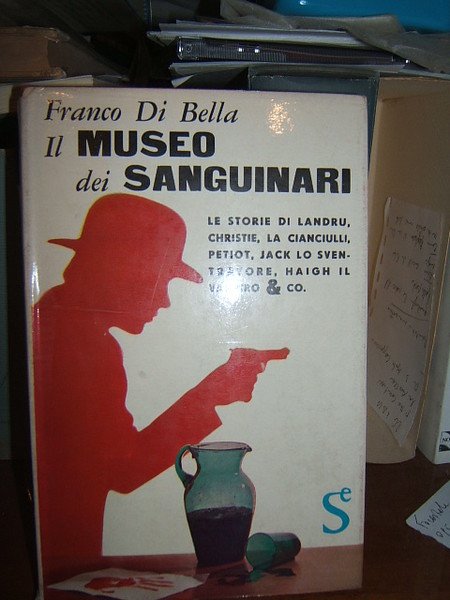 Franco Di Bella
Il MUSEO
dei SANGUINARI
LE STORIE DI LANDRU,
CHRISTIE, LA CIANCIULLI,
PETIOT, JACK LO SVEN-
TRATORE, HAIGH IL
VAMPIRO & CO.
Se